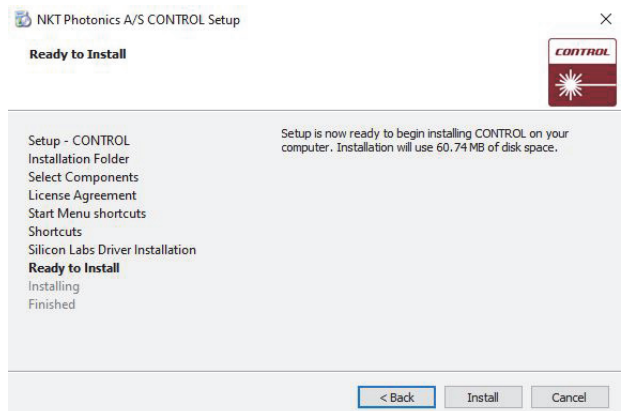 NKT Photonics A/S CONTROL Setup
Ready to Install
CONTROL
Setup - CONTROL
Installation Folder
Select Components
License Agreement
Start Menu shortcuts
Shortcuts
Silicon Labs Driver Installation
Ready to Install
Installing
Finished
Setup is now ready to begin installing CONTROL on your
computer. Installation will use 60.74 MB of disk space.
< Back
Install
Cancel